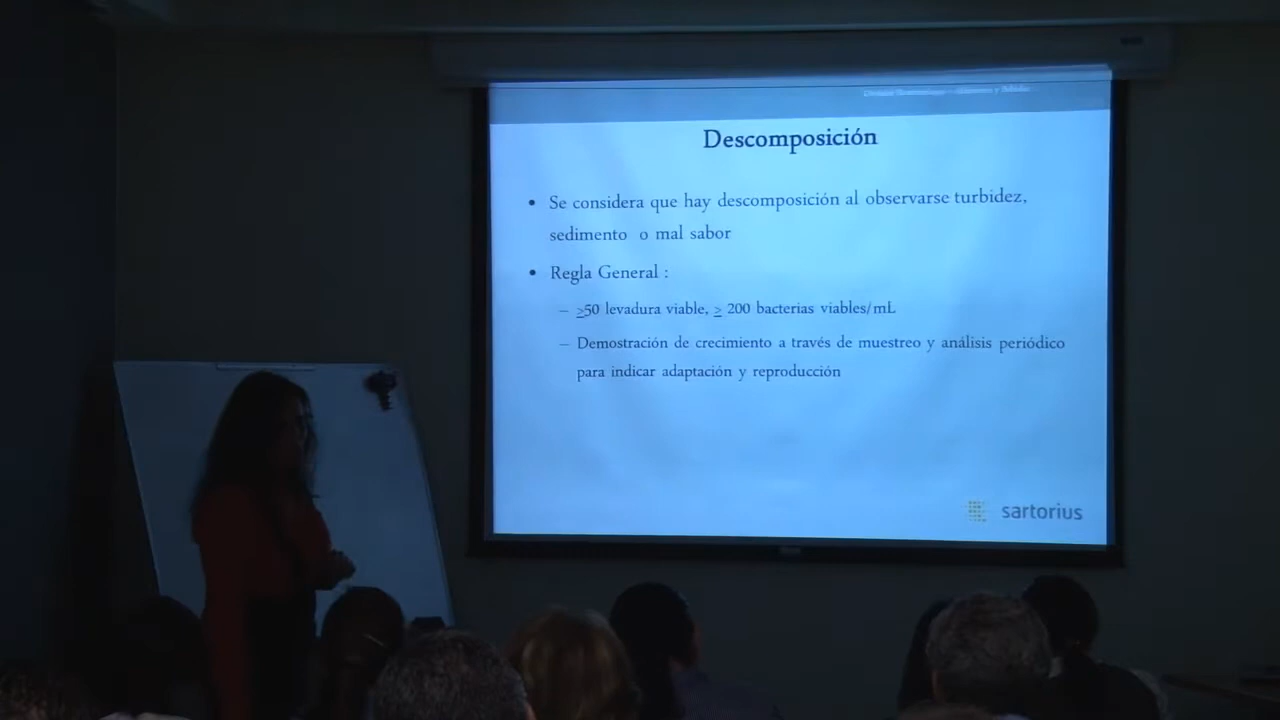 Descomposición
• Se considera que hay descomposición al observarse turbidez,
sedimento o mal sabor
• Regla General :
– ≥50 levadura viable, ≥ 200 bacterias viables/mL
– Demostración de crecimiento a través de muestreo y análisis periódico
para indicar adaptación y reproducción
sartorius